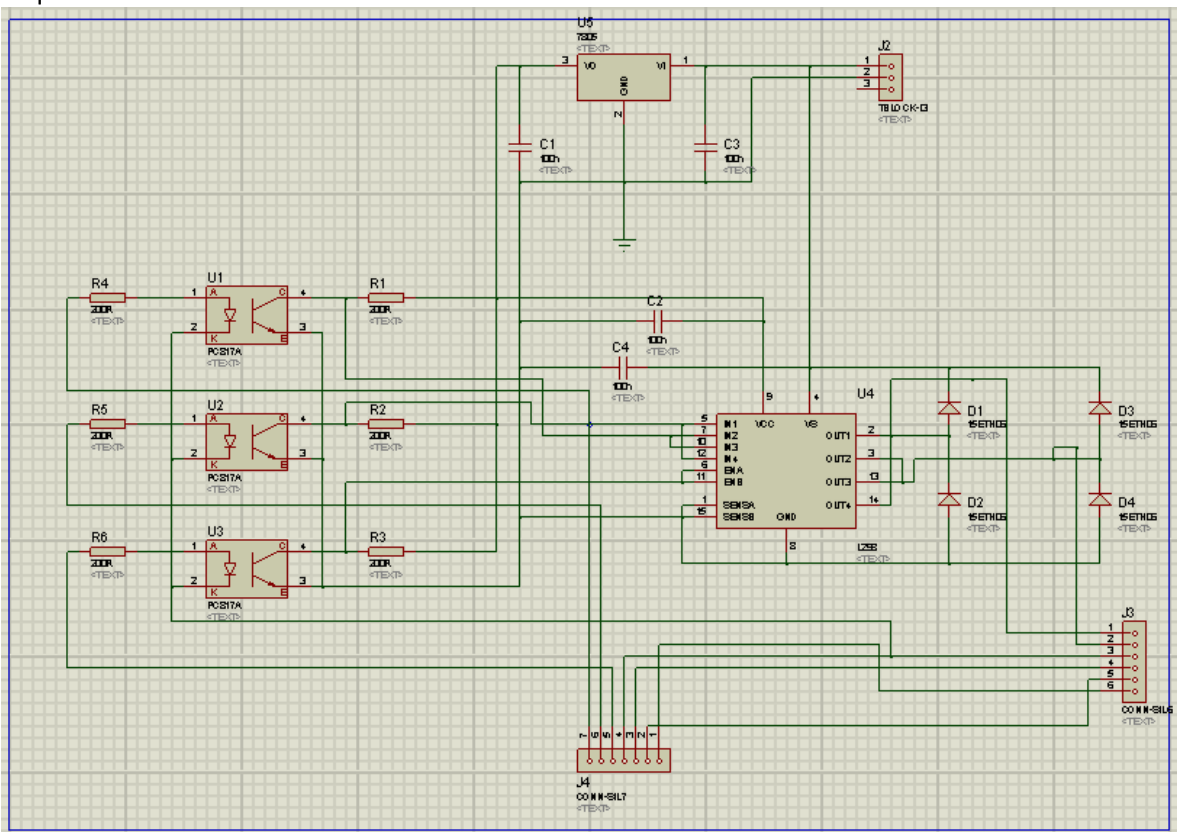 U5
7805
<TEXT>
3 VO VI 1
GND
2
J2
1
2
3
TBLOCK-I3
<TEXT>
C1
100n
<TEXT>
C3
100n
<TEXT>
R4
200R
<TEXT>
U1
1 A C 4
2 K E 3
PC817A
<TEXT>
R1
200R
<TEXT>
C2
100n
<TEXT>
C4
100n
<TEXT>
R5
200R
<TEXT>
U2
1 A C 4
2 K E 3
PC817A
<TEXT>
R2
200R
<TEXT>
9 4
U4
5 IN1 VCC VS
7 IN2 OUT1 2
10 IN3 OUT2 3
12 IN4
6 ENA
11 ENB OUT3 13
1 SENSA OUT4 14
15 SENSB GND
8
L298
<TEXT>
D1
15ETH06
<TEXT>
D3
15ETH06
<TEXT>
D2
15ETH06
<TEXT>
D4
15ETH06
<TEXT>
R6
200R
<TEXT>
U3
1 A C 4
2 K E 3
PC817A
<TEXT>
R3
200R
<TEXT>
J3
1
2
3
4
5
6
CONN-SIL6
<TEXT>
7 6 5 4 3 2 1
J4
CONN-SIL7
<TEXT>